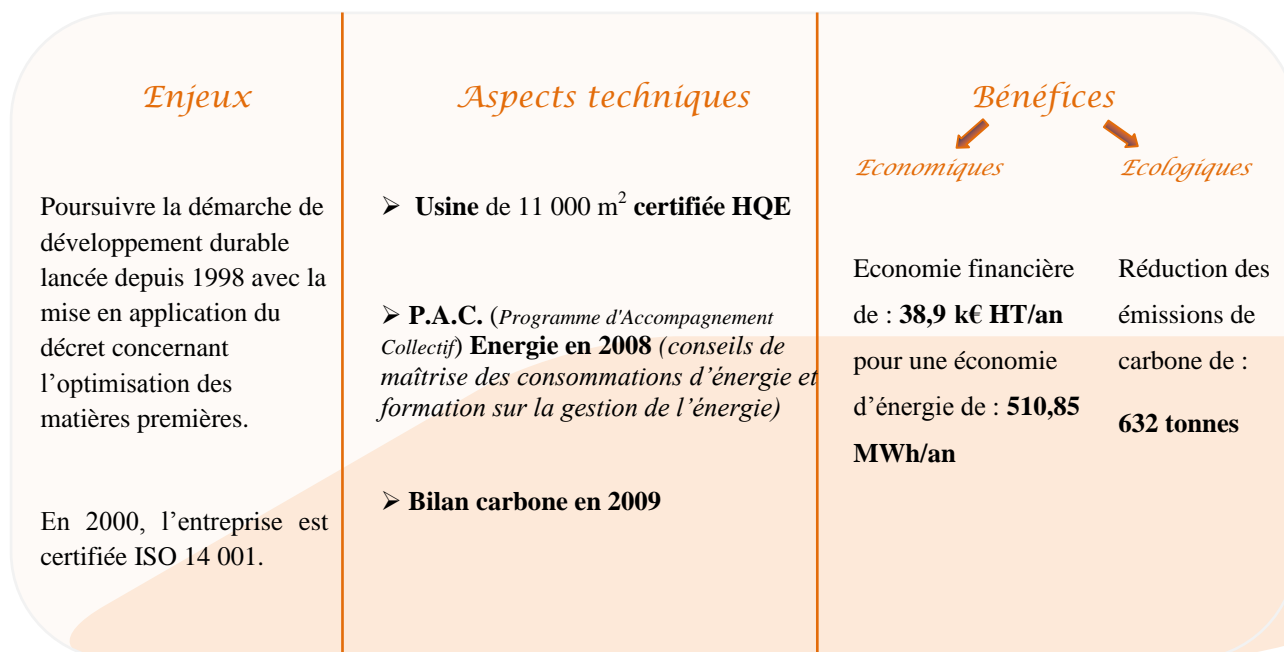 Enjeux
Poursuivre la démarche de
développement durable
lancée depuis 1998 avec la
mise en application du
décret concernant
l’optimisation des
matières premières.
En 2000, l’entreprise est
certifiée ISO 14 001.
Aspects techniques
➢ Usine de 11 000 m² certifiée HQE
➢ P.A.C. (Programme d'Accompagnement
Collectif) Energie en 2008 (conseils de
maîtrise des consommations d’énergie et
formation sur la gestion de l’énergie)
➢ Bilan carbone en 2009
Bénéfices
Economiques
Economie financière
de : 38,9 k€ HT/an
pour une économie
d’énergie de : 510,85
MWh/an
Ecologiques
Réduction des
émissions de
carbone de :
632 tonnes